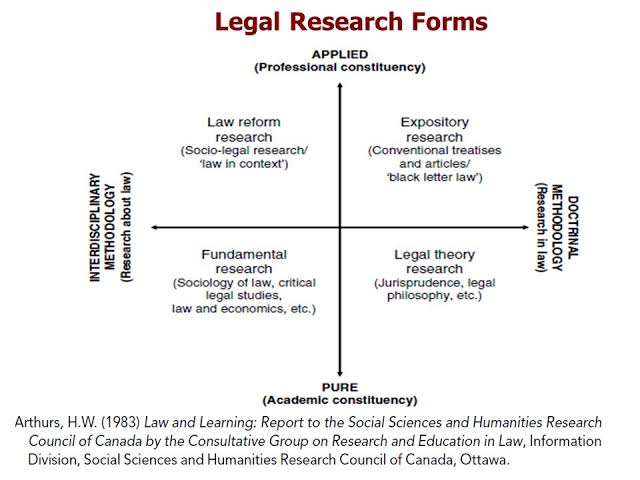 Legal Research Forms
APPLIED
(Professional constituency)
Law reform
research
(Socio-legal research/
‘law in context’)
Expository
research
(Conventional treatises
and articles/
‘black letter law’)
INTERDISCIPLINARY
METHODOLOGY
(Research about law)
DOCTRINAL
METHODOLOGY
(Research in law)
Fundamental
research
(Sociology of law, critical
legal studies,
law and economics, etc.)
Legal theory
research
(Jurisprudence, legal
philosophy, etc.)
PURE
(Academic constituency)
Arthurs, H.W. (1983) Law and Learning: Report to the Social Sciences and Humanities Research
Council of Canada by the Consultative Group on Research and Education in Law, Information
Division, Social Sciences and Humanities Research Council of Canada, Ottawa.